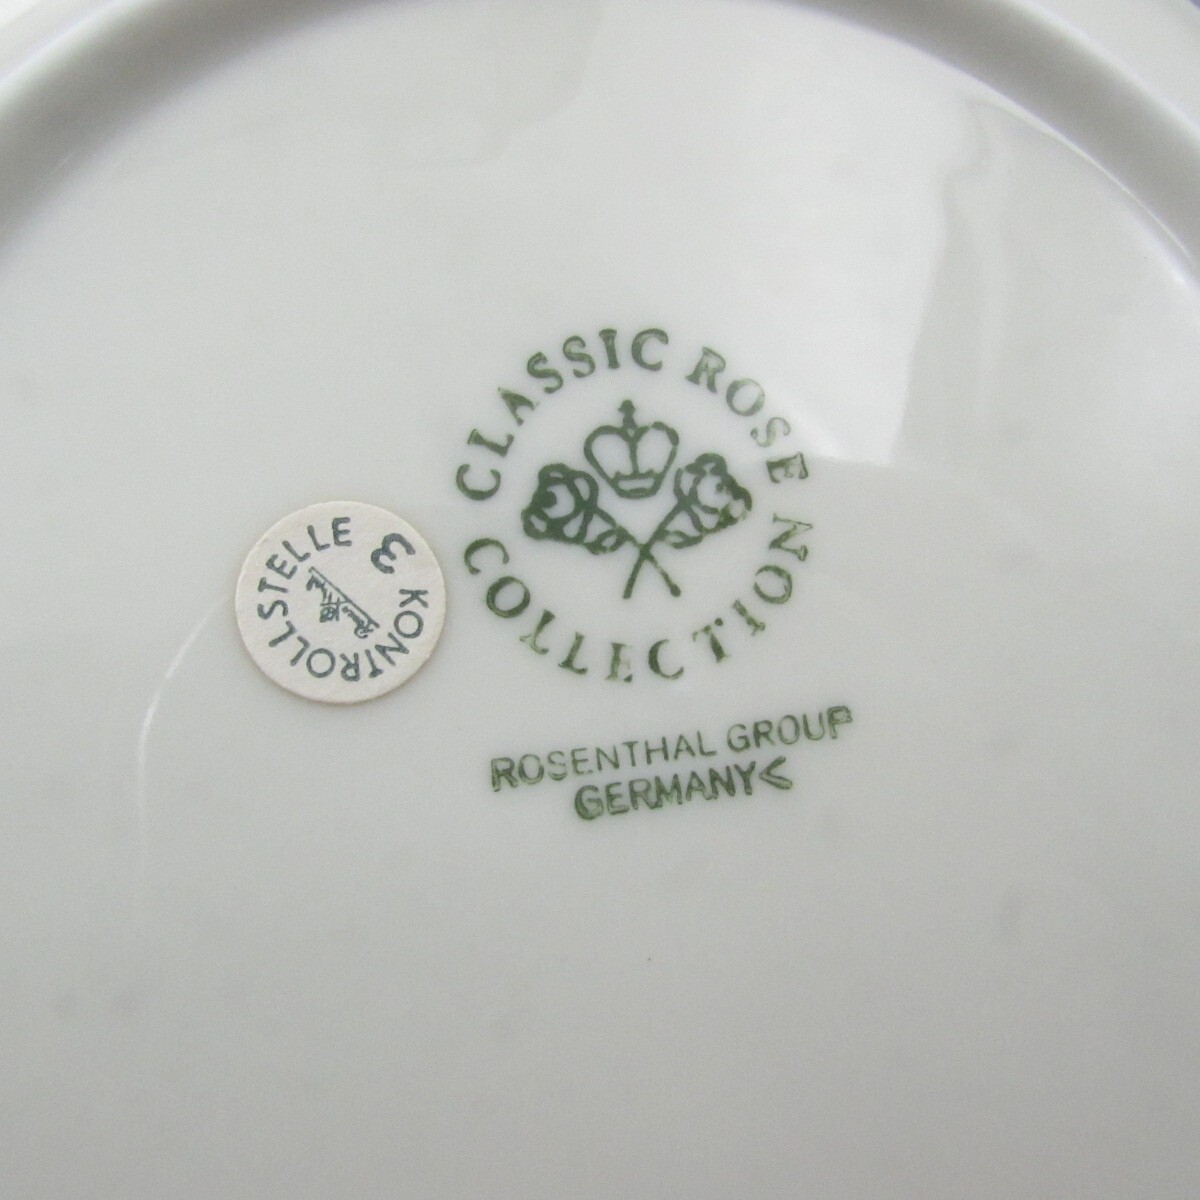 CLASSIC ROSE
COLLECTION
ROSENTHAL GROUP
GERMANY<
KONTROLLSTELLE 3